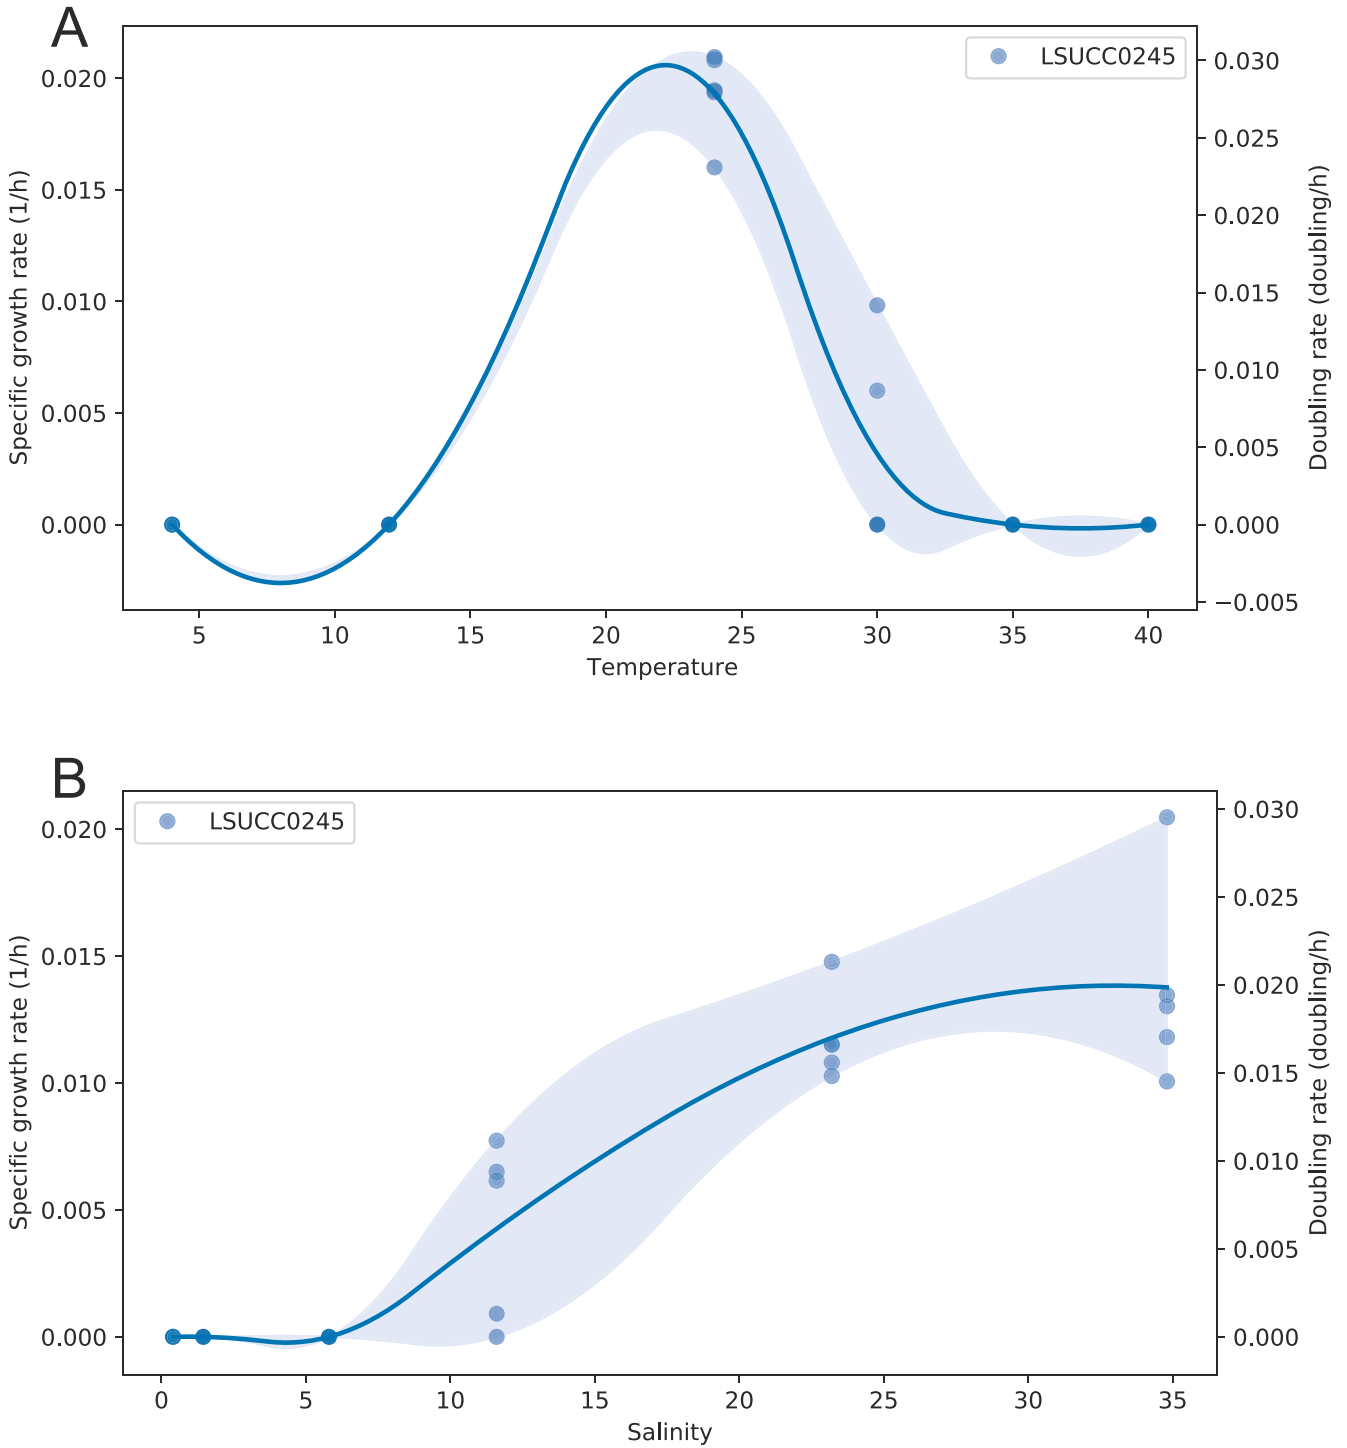 A
LSUCC0245
Specific growth rate (1/h)
0.020
0.015
0.010
0.005
0.000
0.030
0.025
0.020
0.015
0.010
0.005
0.000
−0.005
Doubling rate (doubling/h)
5 10 15 20 25 30 35 40
Temperature
B
LSUCC0245
Specific growth rate (1/h)
0.020
0.015
0.010
0.005
0.000
0.030
0.025
0.020
0.015
0.010
0.005
0.000
Doubling rate (doubling/h)
0 5 10 15 20 25 30 35
Salinity